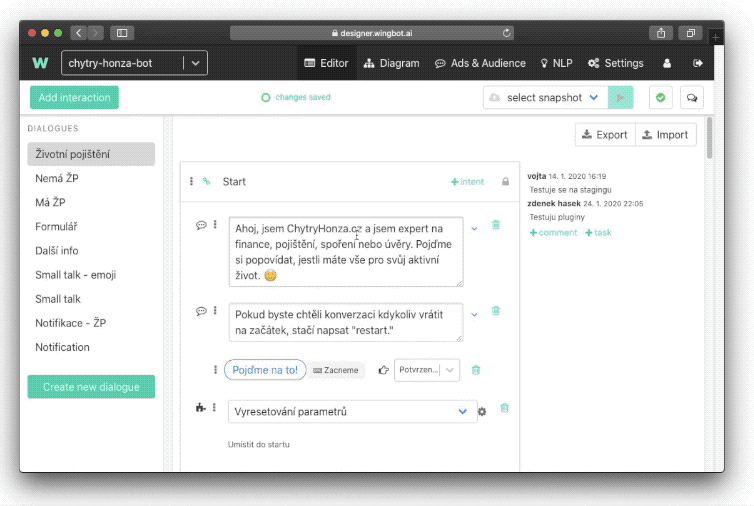 designer.wingbot.ai
W chytry-honza-bot Editor Diagram Ads & Audience NLP Settings
Add interaction changes saved select snapshot
DIALOGUES
Životní pojištění
Nemá ŽP
Má ŽP
Formulář
Další info
Small talk - emoji
Small talk
Notifikace - ŽP
Notification
Create new dialogue
Export Import
Start + intent
Ahoj, jsem ChytryHonza.cz a jsem expert na
finance, pojištění, spoření nebo úvěry. Pojďme
si popovídat, jestli máte vše pro svůj aktivní
život. 😊
Pokud byste chtěli konverzaci kdykoliv vrátit
na začátek, stačí napsat "restart."
Pojďme na to! Zacneme Potvrzen...
Vyresetování parametrů
Umístit do startu
vojta 14. 1. 2020 16:19
Testuje se na stagingu
zdenek hasek 24. 1. 2020 22:05
Testuju pluginy
+ comment + task